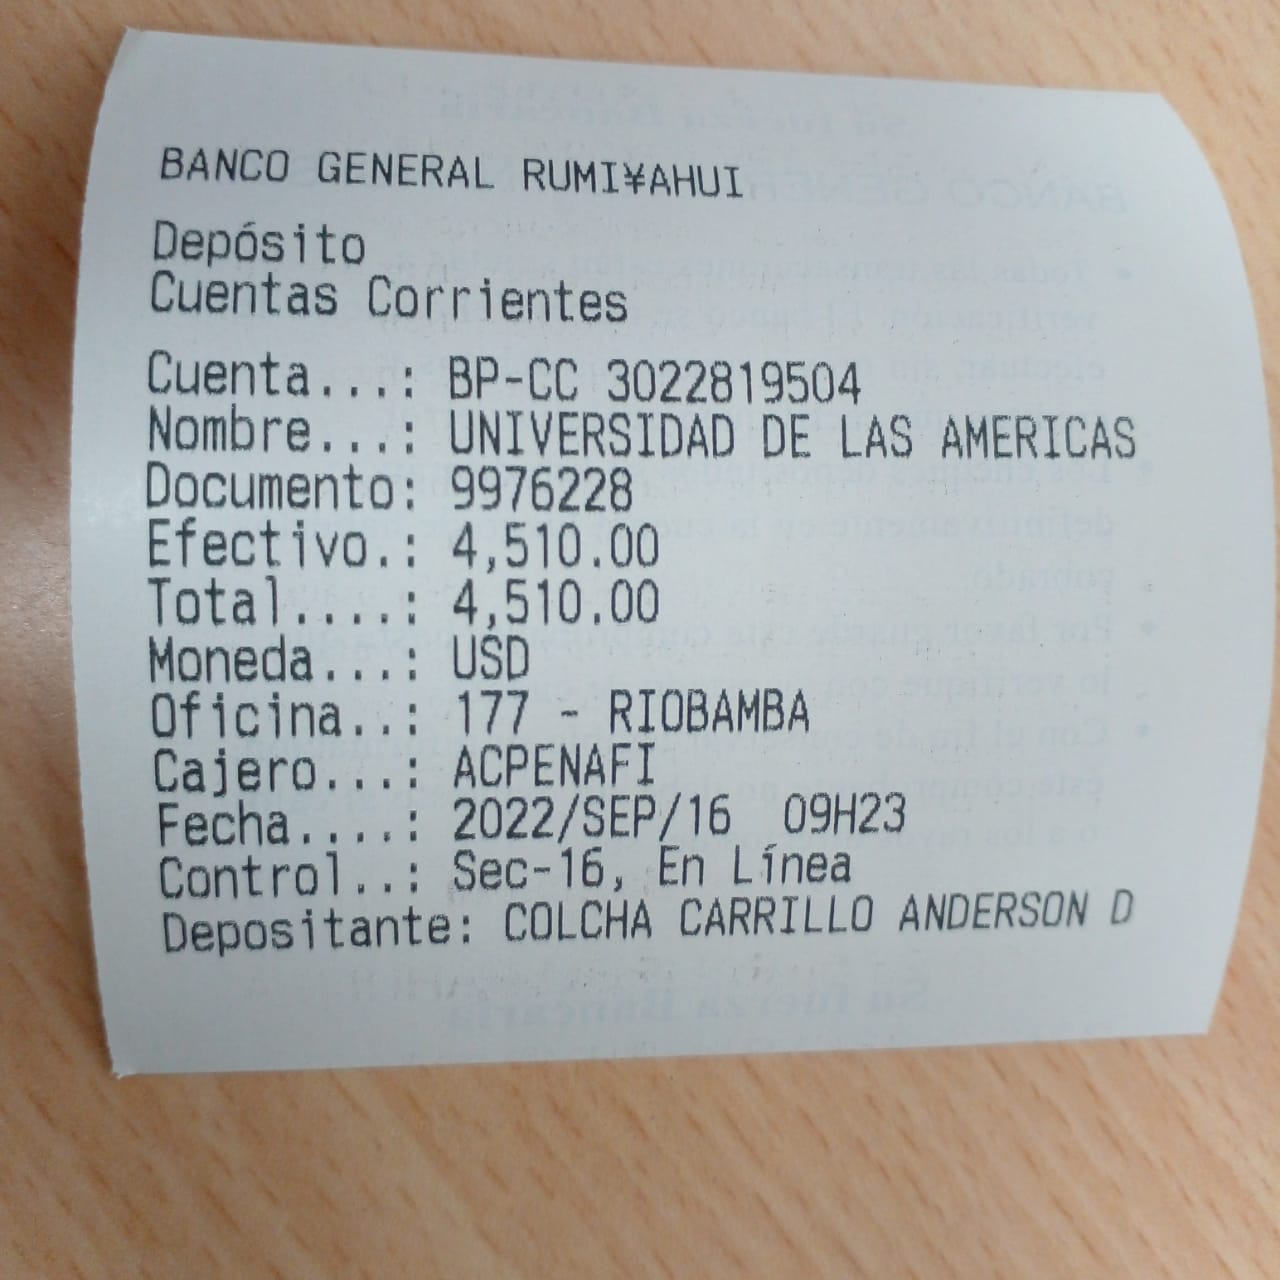 BANCO GENERAL RUMI¥AHUI
Depósito
Cuentas Corrientes
Cuenta...: BP-CC 3022819504
Nombre...: UNIVERSIDAD DE LAS AMERICAS
Documento: 9976228
Efectivo.: 4,510.00
Total....: 4,510.00
Moneda...: USD
Oficina..: 177 - RIOBAMBA
Cajero...: ACPENAFI
Fecha....: 2022/SEP/16  09H23
Control..: Sec-16, En Línea
Depositante: COLCHA CARRILLO ANDERSON D